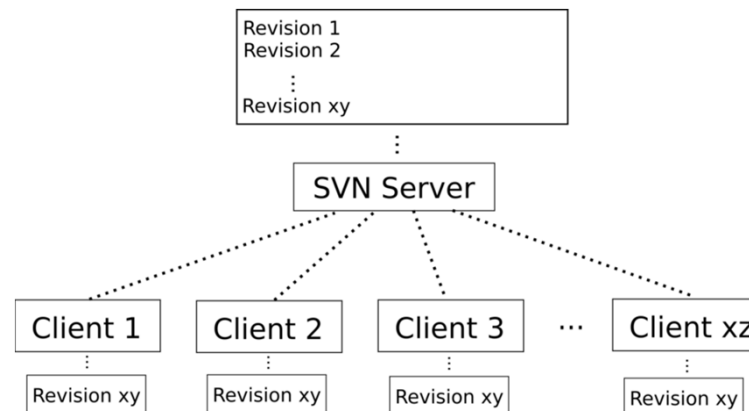 Revision 1
Revision 2
⋮
Revision xy
SVN Server
Client 1 Client 2 Client 3 ... Client xz
Revision xy Revision xy Revision xy Revision xy